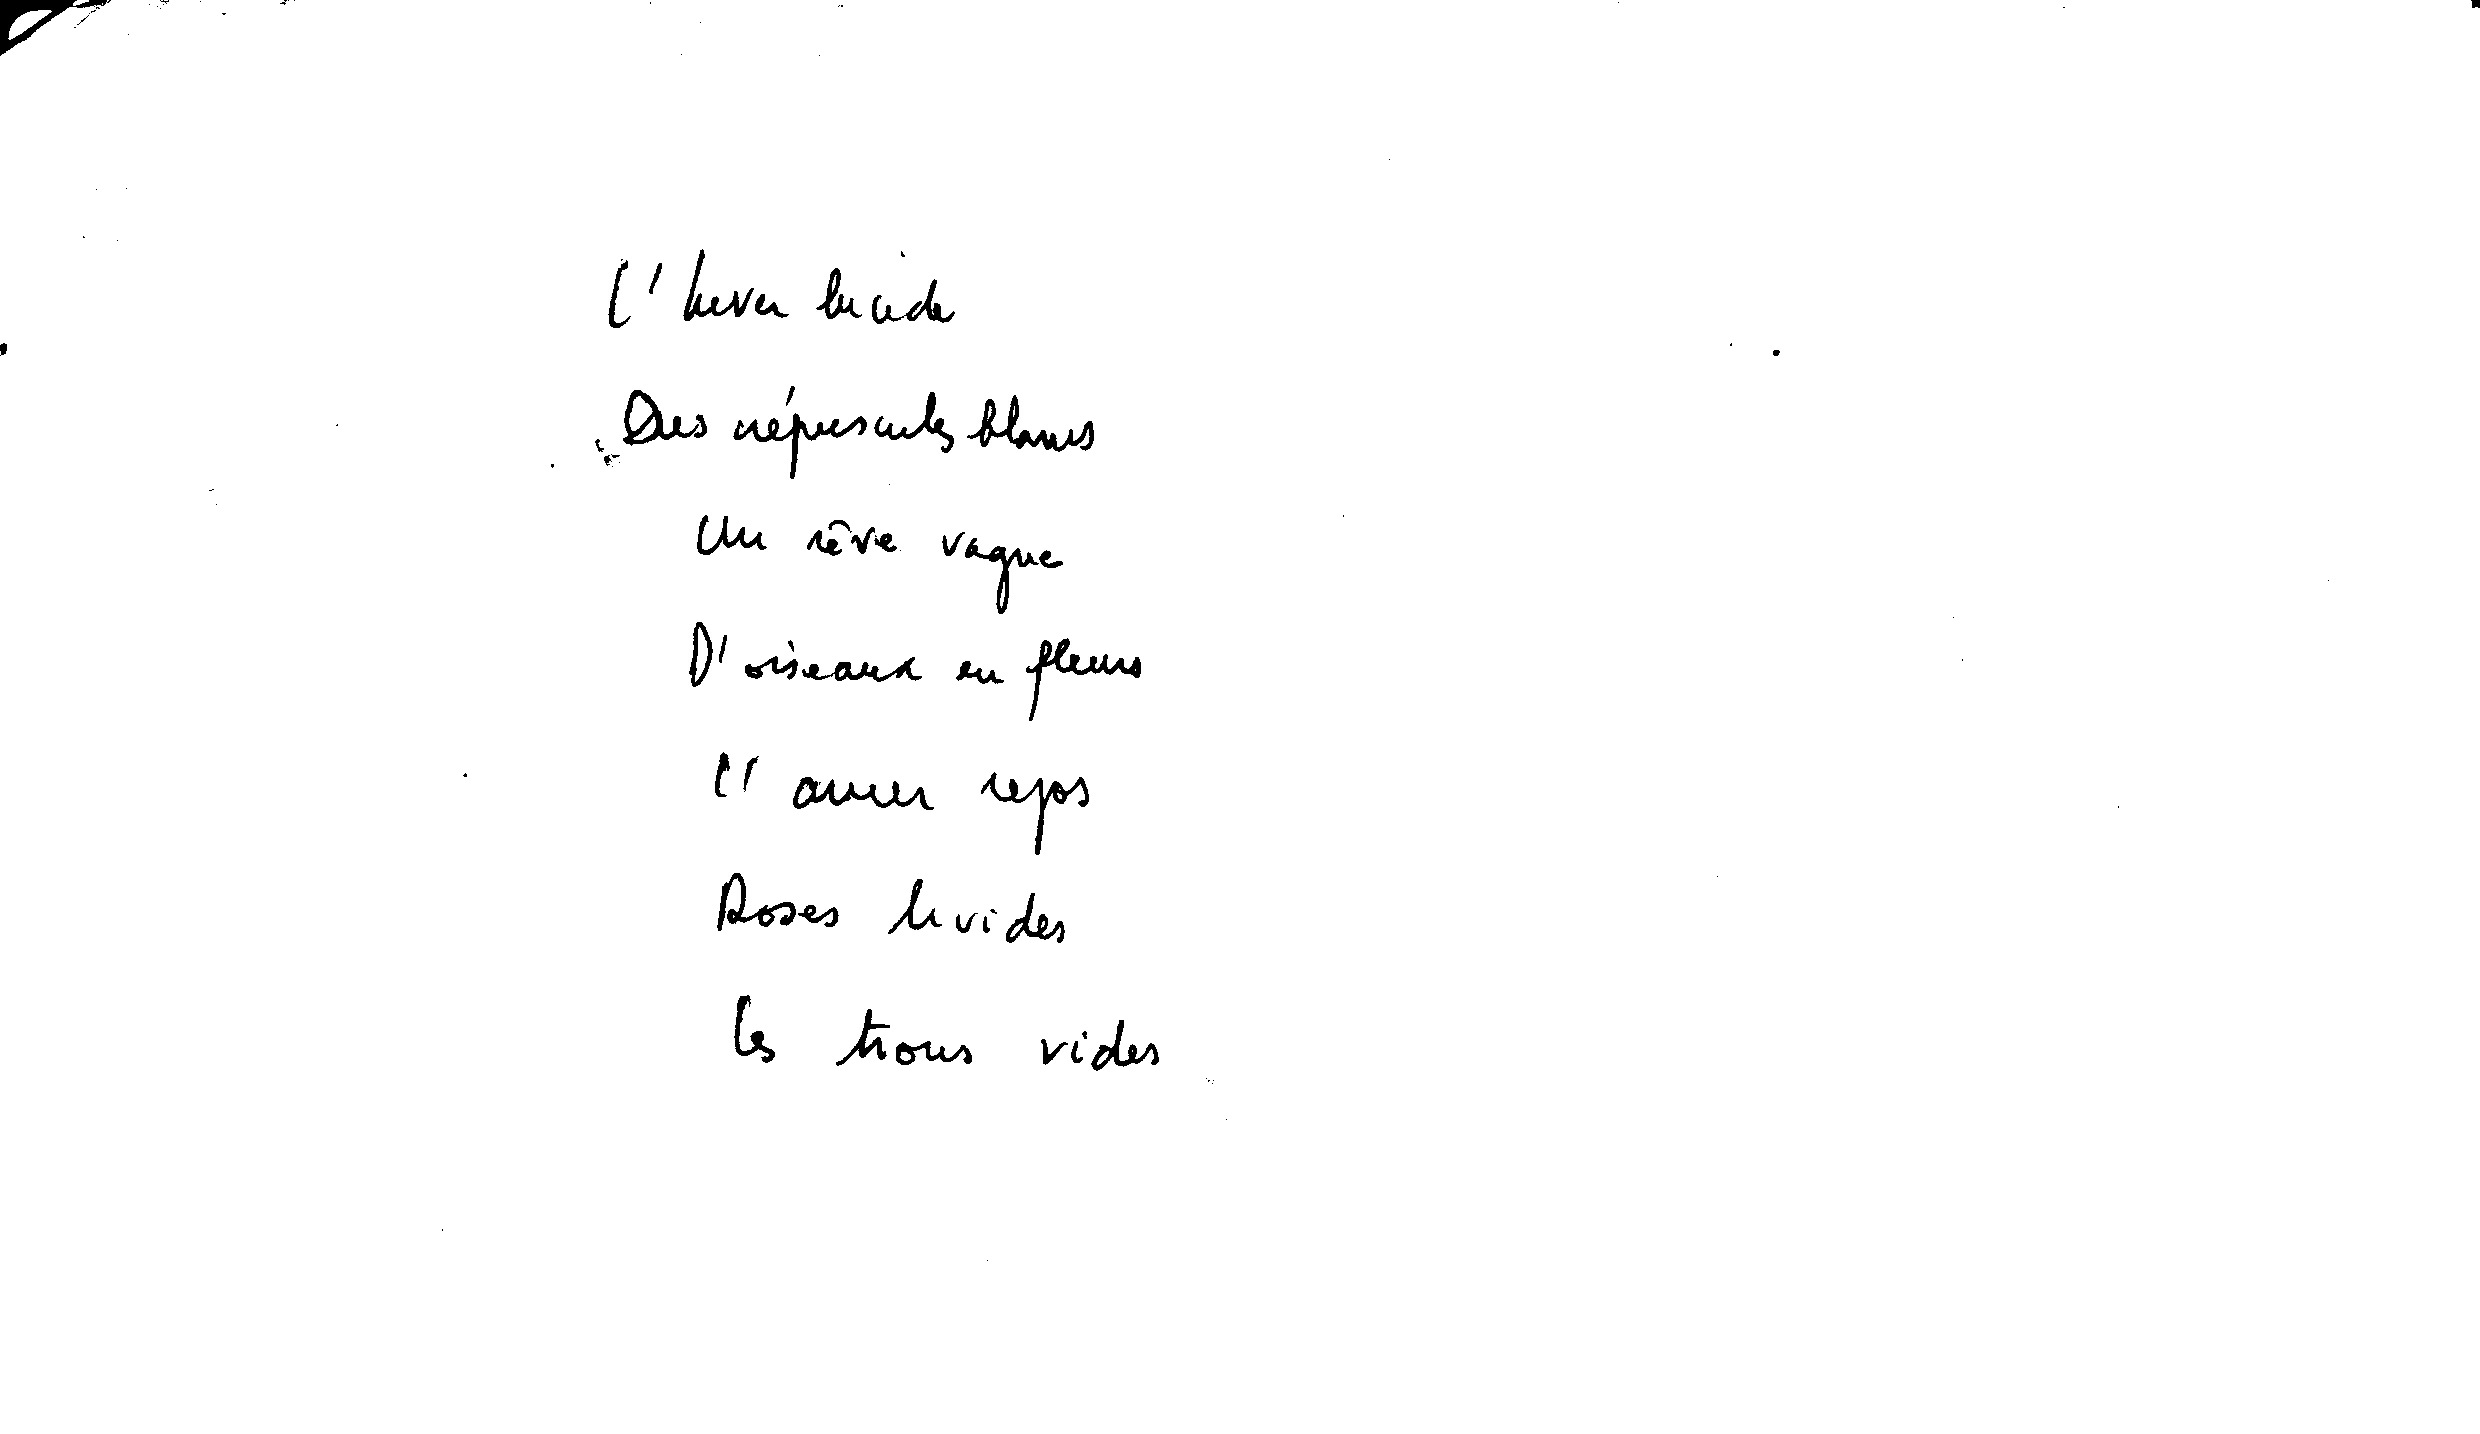 L'hiver lucide
Des crépuscules blancs
Un rêve vague
D'oiseaux en fleurs
L'amer repos
Roses livides
Les trous vides